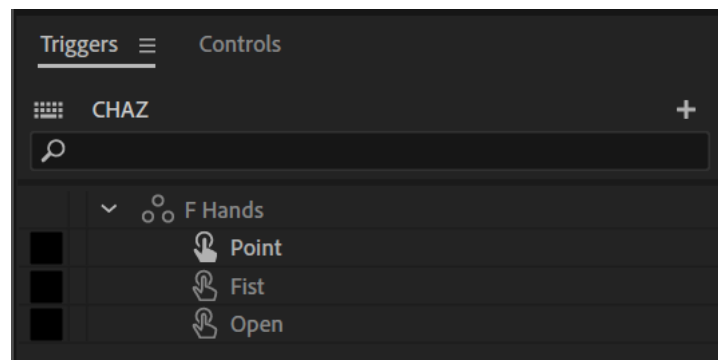 Triggers Controls
CHAZ
F Hands
Point
Fist
Open